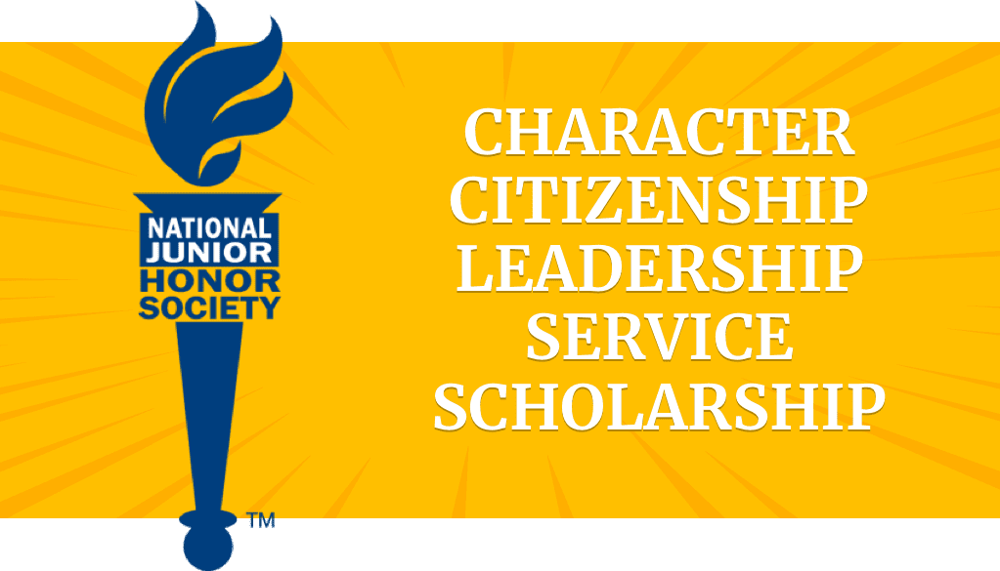 NATIONAL
JUNIOR
HONOR
SOCIETY
TM
CHARACTER
CITIZENSHIP
LEADERSHIP
SERVICE
SCHOLARSHIP